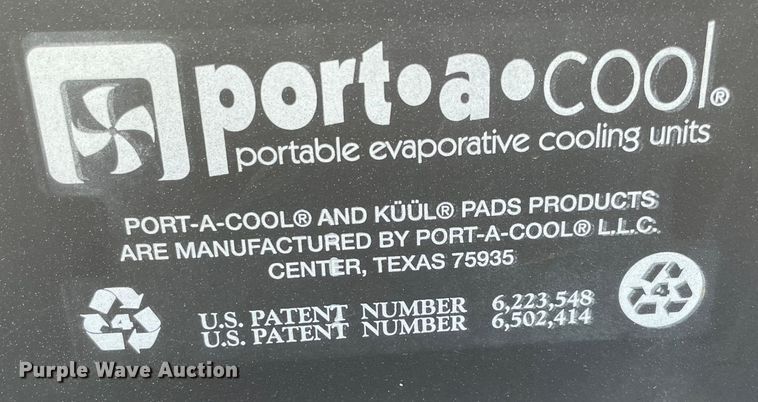 port•a•cool®
portable evaporative cooling units
PORT-A-COOL® AND KÜÜL® PADS PRODUCTS
ARE MANUFACTURED BY PORT-A-COOL® L.L.C.
CENTER, TEXAS 75935
4 U.S. PATENT NUMBER 6,223,548 4
U.S. PATENT NUMBER 6,502,414
Purple Wave Auction